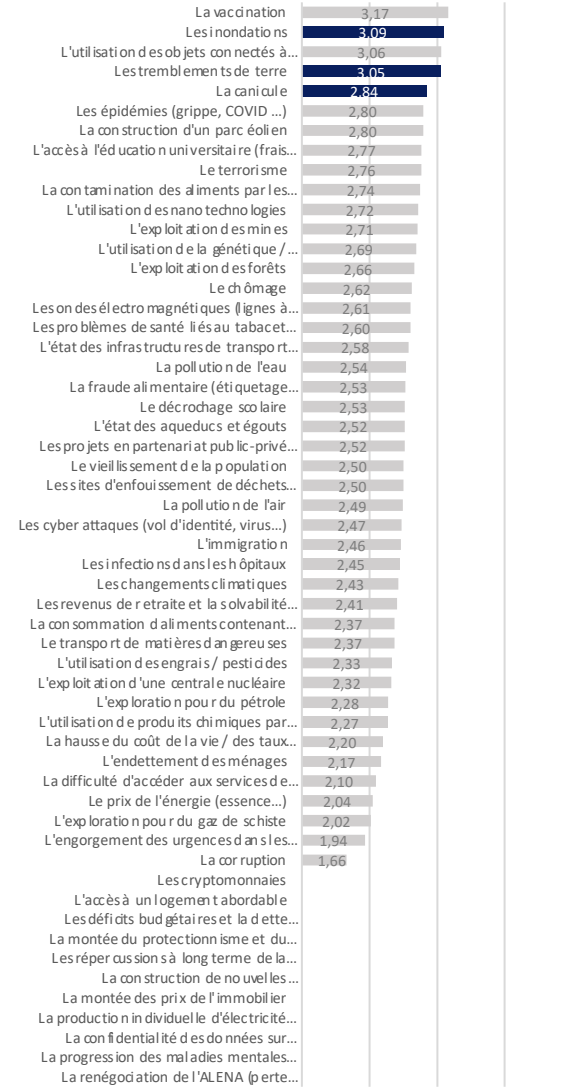 La vaccination 3,17
Les inondations 3,09
L'utilisation des objets connectés à... 3,06
Les tremblements de terre 3,05
La canicule 2,84
Les épidémies (grippe, COVID ...) 2,80
La construction d'un parc éolien 2,80
L'accès à l'éducation universitaire (frais... 2,77
Le terrorisme 2,76
La contamination des aliments par les... 2,74
L'utilisation des nanotechnologies 2,72
L'exploitation des mines 2,71
L'utilisation de la génétique /... 2,69
L'exploitation des forêts 2,66
Le chômage 2,62
Les ondes électromagnétiques (lignes à... 2,61
Les problèmes de santé liés au tabac et... 2,60
L'état des infrastructures de transport... 2,58
La pollution de l'eau 2,54
La fraude alimentaire (étiquetage... 2,53
Le décrochage scolaire 2,53
L'état des aqueducs et égouts 2,52
Les projets en partenariat public-privé... 2,52
Le vieillissement de la population 2,50
Les sites d'enfouissement de déchets... 2,50
La pollution de l'air 2,49
Les cyber attaques (vol d'identité, virus...) 2,47
L'immigration 2,46
Les infections dans les hôpitaux 2,45
Les changements climatiques 2,43
Les revenus de retraite et la solvabilité... 2,41
La consommation d'aliments contenant... 2,37
Le transport de matières dangereuses 2,37
L'utilisation des engrais / pesticides 2,33
L'exploitation d'une centrale nucléaire 2,32
L'exploration pour du pétrole 2,28
L'utilisation de produits chimiques par... 2,27
La hausse du coût de la vie / des taux... 2,20
L'endettement des ménages 2,17
La difficulté d'accéder aux services de... 2,10
Le prix de l'énergie (essence...) 2,04
L'exploration pour du gaz de schiste 2,02
L'engorgement des urgences dans les... 1,94
La corruption 1,66
Les cryptomonnaies
L'accès à un logement abordable
Les déficits budgétaires et la dette...
La montée du protectionnisme et du...
Les répercussions à long terme de la...
La construction de nouvelles...
La montée des prix de l'immobilier
La production individuelle d'électricité...
La confidentialité des données sur...
La progression des maladies mentales...
La renégociation de l'ALENA (perte...